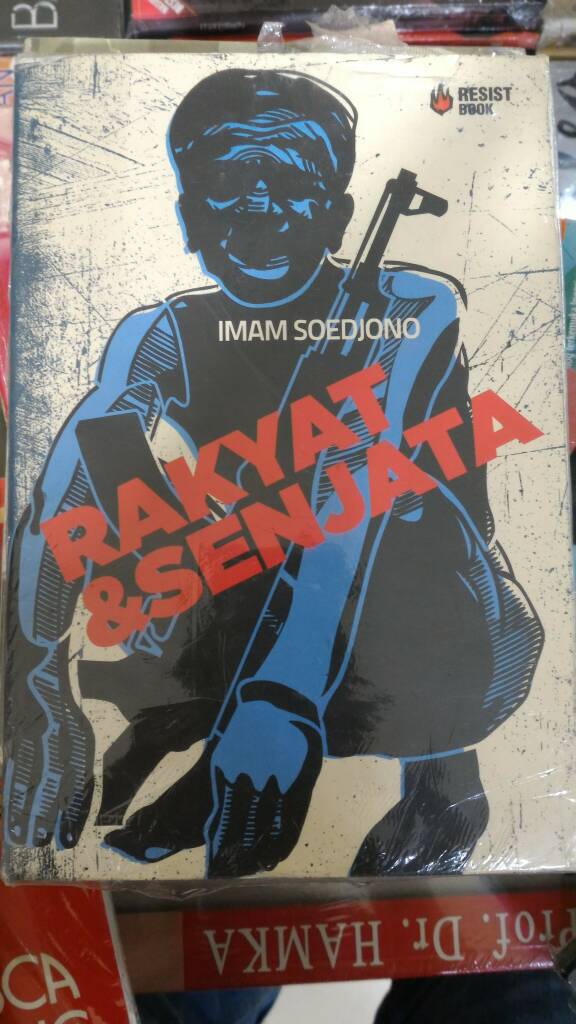 RESIST
BOOK
IMAM SOEDJONO
RAKYAT
&SENJATA
Prof. Dr. HAMKA